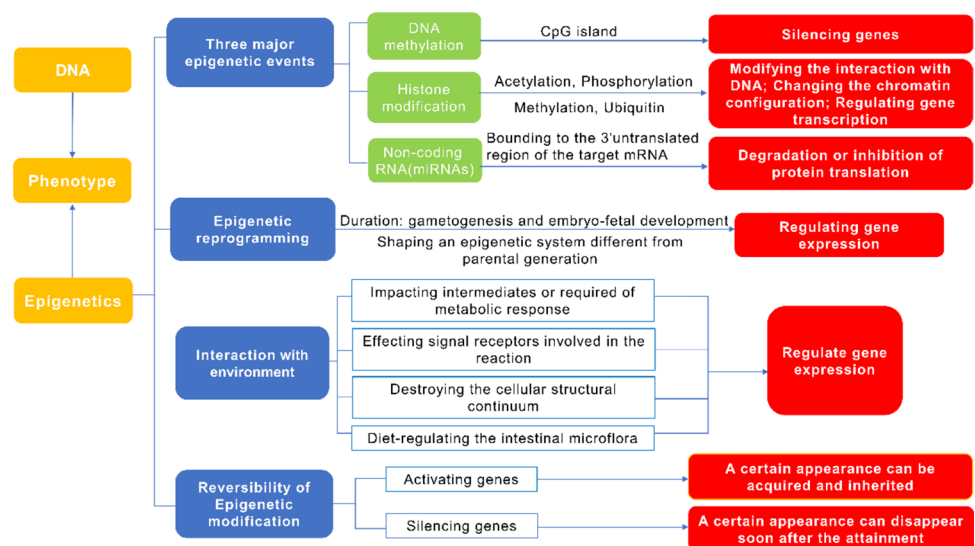 DNA
Phenotype
Epigenetics
Three major
epigenetic events
DNA
methylation
CpG island
Silencing genes
Histone
modification
Acetylation, Phosphorylation
Methylation, Ubiquitin
Modifying the interaction with
DNA; Changing the chromatin
configuration; Regulating gene
transcription
Non-coding
RNA(miRNAs)
Bounding to the 3'untranslated
region of the target mRNA
Degradation or inhibition of
protein translation
Epigenetic
reprogramming
Duration: gametogenesis and embryo-fetal development
Shaping an epigenetic system different from
parental generation
Regulating gene
expression
Interaction with
environment
Impacting intermediates or required of
metabolic response
Effecting signal receptors involved in the
reaction
Destroying the cellular structural
continuum
Diet-regulating the intestinal microflora
Regulate gene
expression
Reversibility of
Epigenetic
modification
Activating genes
A certain appearance can be
acquired and inherited
Silencing genes
A certain appearance can disappear
soon after the attainment